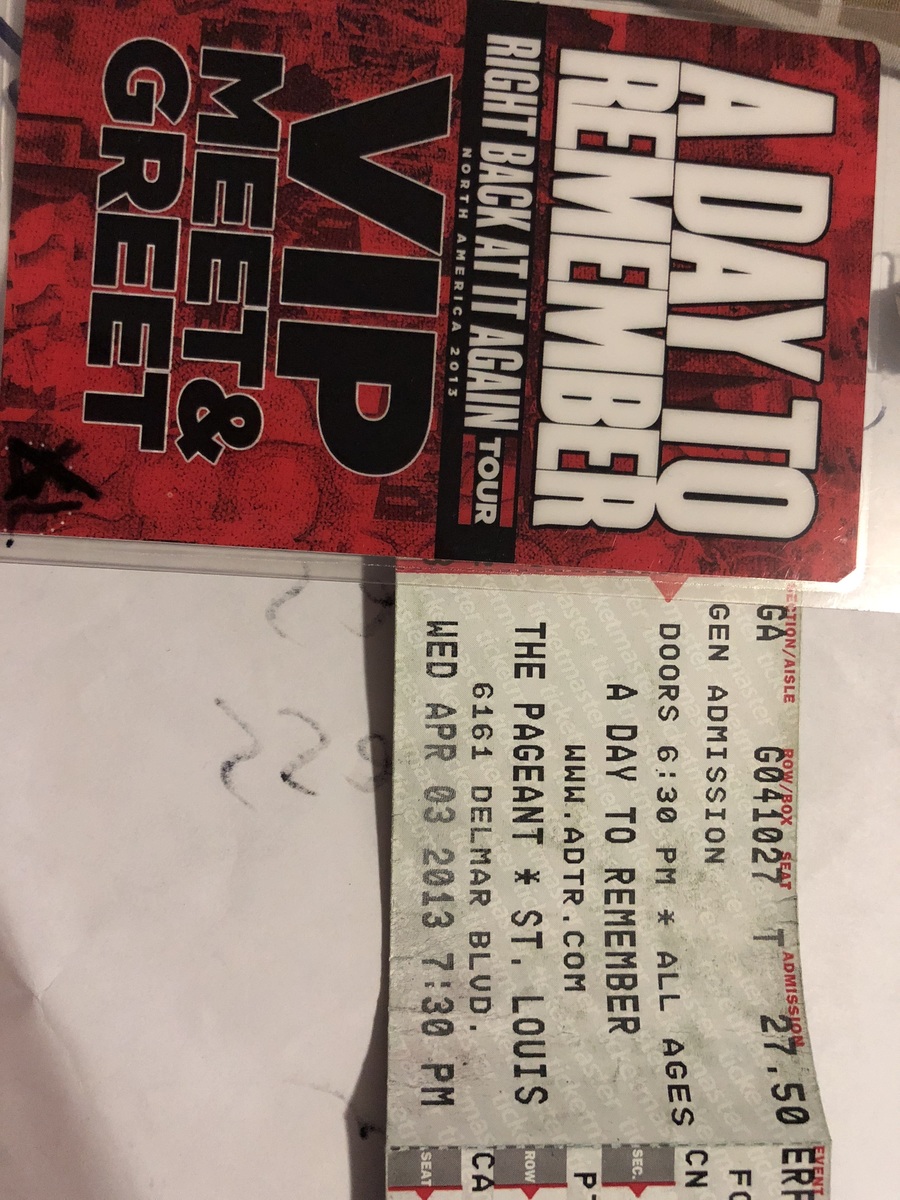 A DAY TO
REMEMBER
RIGHT BACK AT IT AGAIN TOUR
NORTH AMERICA 2013
VIP
MEET &
GREET
SECTION/AISLE ROW/BOX SEAT ADMISSION
GA G041027 T 27.50
GEN ADMISSION
DOORS 6:30 PM * ALL AGES
A DAY TO REMEMBER
WWW.ADTR.COM
THE PAGEANT * ST. LOUIS
6161 DELMAR BLVD.
WED APR 03 2013 7:30 PM
EVENT
ERP
CN
SEC.
ROW
CA
SEAT